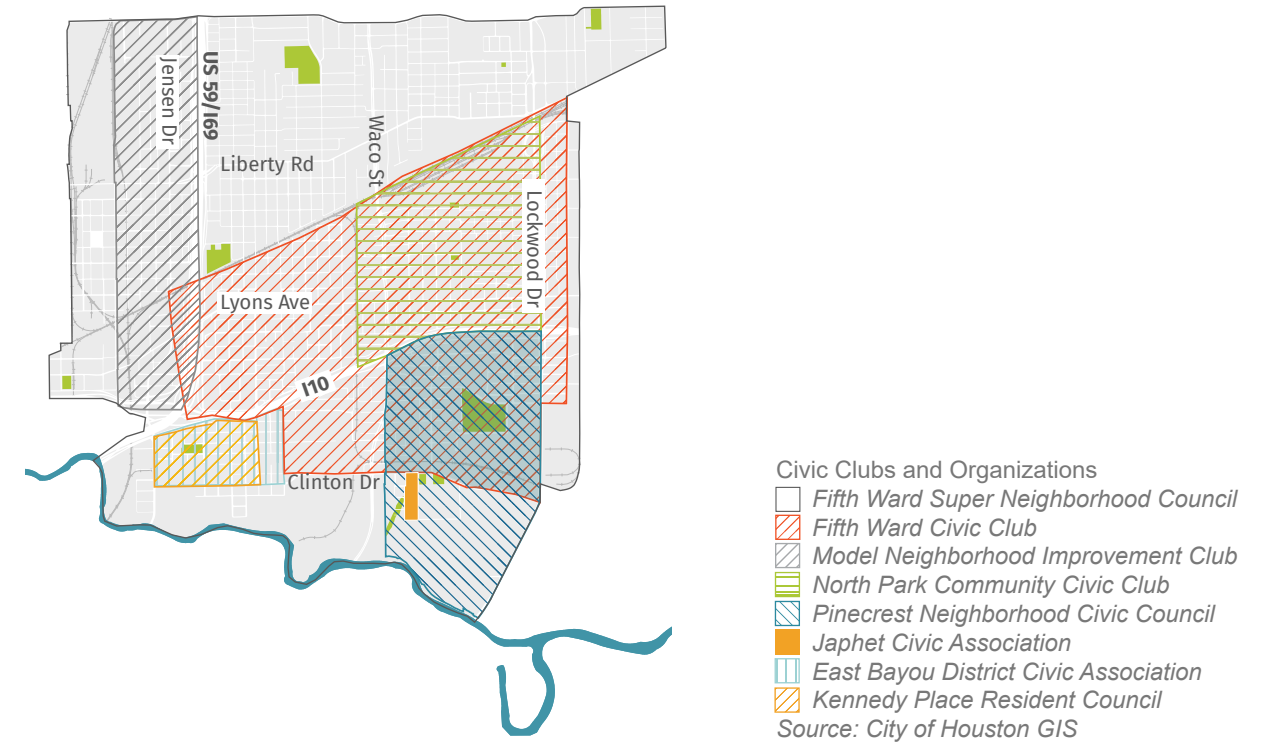 Jensen Dr
US 59/I69
Waco St
Liberty Rd
Lockwood Dr
Lyons Ave
I10
Clinton Dr
Civic Clubs and Organizations
Fifth Ward Super Neighborhood Council
Fifth Ward Civic Club
Model Neighborhood Improvement Club
North Park Community Civic Club
Pinecrest Neighborhood Civic Council
Japhet Civic Association
East Bayou District Civic Association
Kennedy Place Resident Council
Source: City of Houston GIS